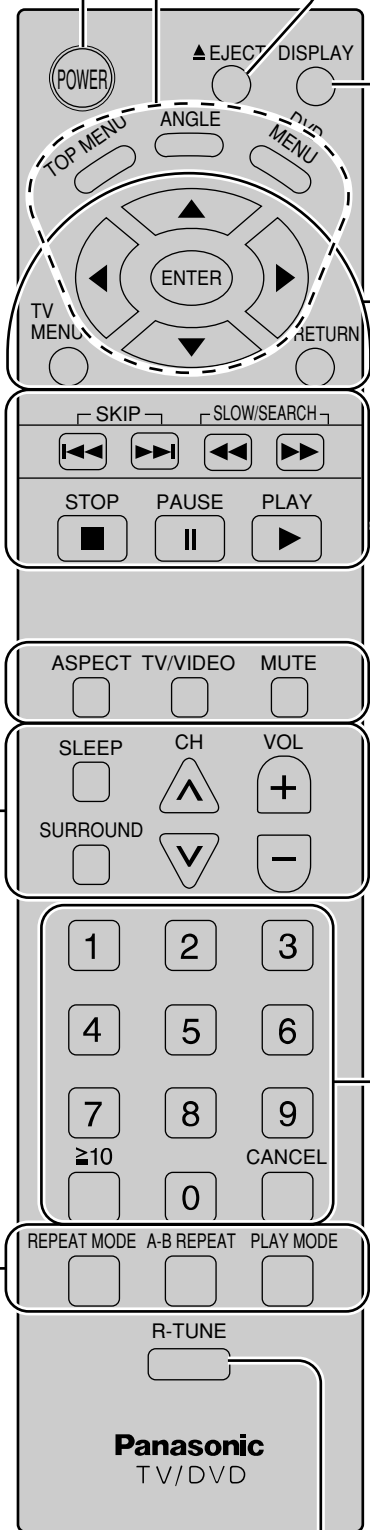 ▲EJECT DISPLAY
POWER
ANGLE
TOP MENU
DVD
MENU
ENTER
TV
MENU
RETURN
SKIP SLOW/SEARCH
STOP PAUSE PLAY
ASPECT TV/VIDEO MUTE
SLEEP CH VOL
+
SURROUND
−
1 2 3
4 5 6
7 8 9
≧10 CANCEL
0
REPEAT MODE A-B REPEAT PLAY MODE
R-TUNE
Panasonic
TV/DVD